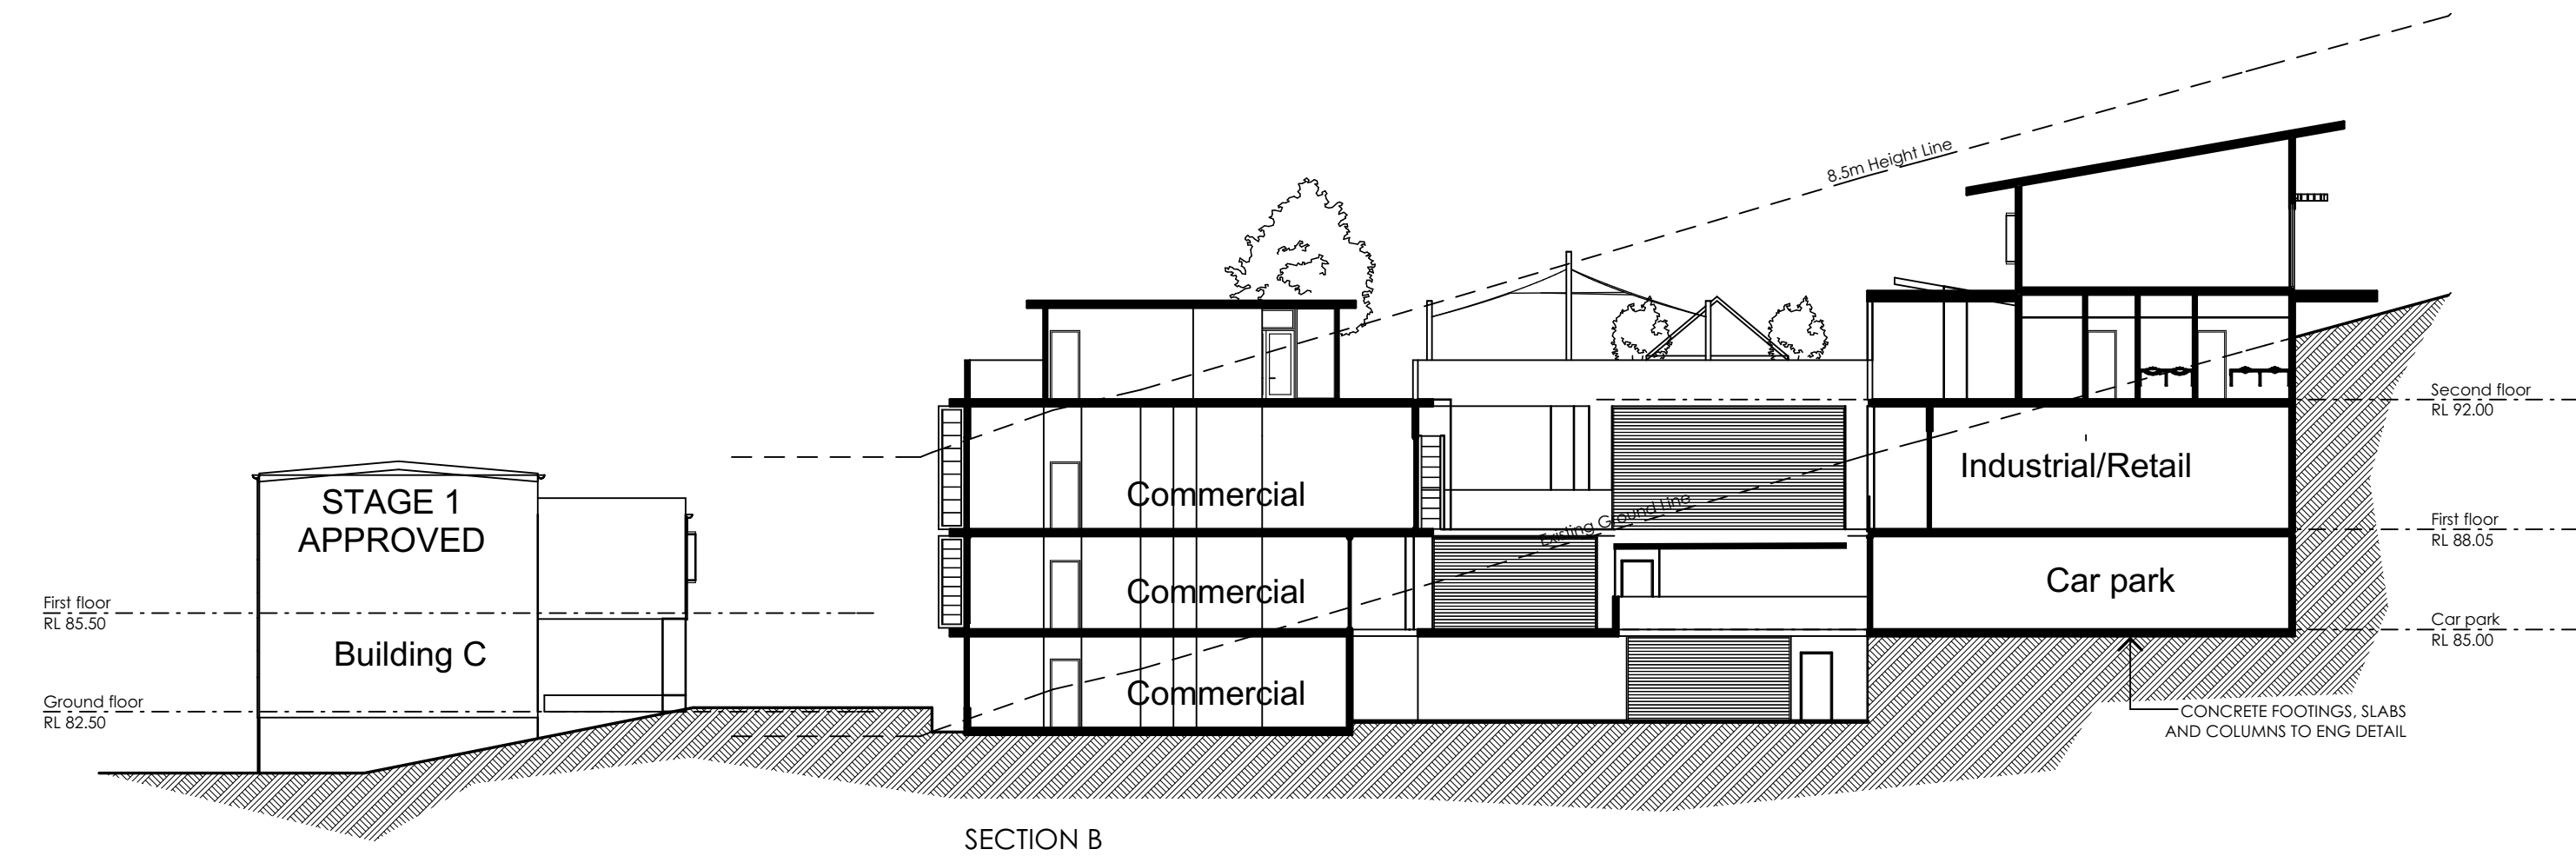 8.5m Height Line
Second floor
RL 92.00
STAGE 1
APPROVED
Commercial
Industrial/Retail
Existing Ground Line
First floor
RL 88.05
Commercial
Car park
First floor
RL 85.50
Car park
RL 85.00
Building C
Commercial
Ground floor
RL 82.50
CONCRETE FOOTINGS, SLABS
AND COLUMNS TO ENG DETAIL
SECTION B